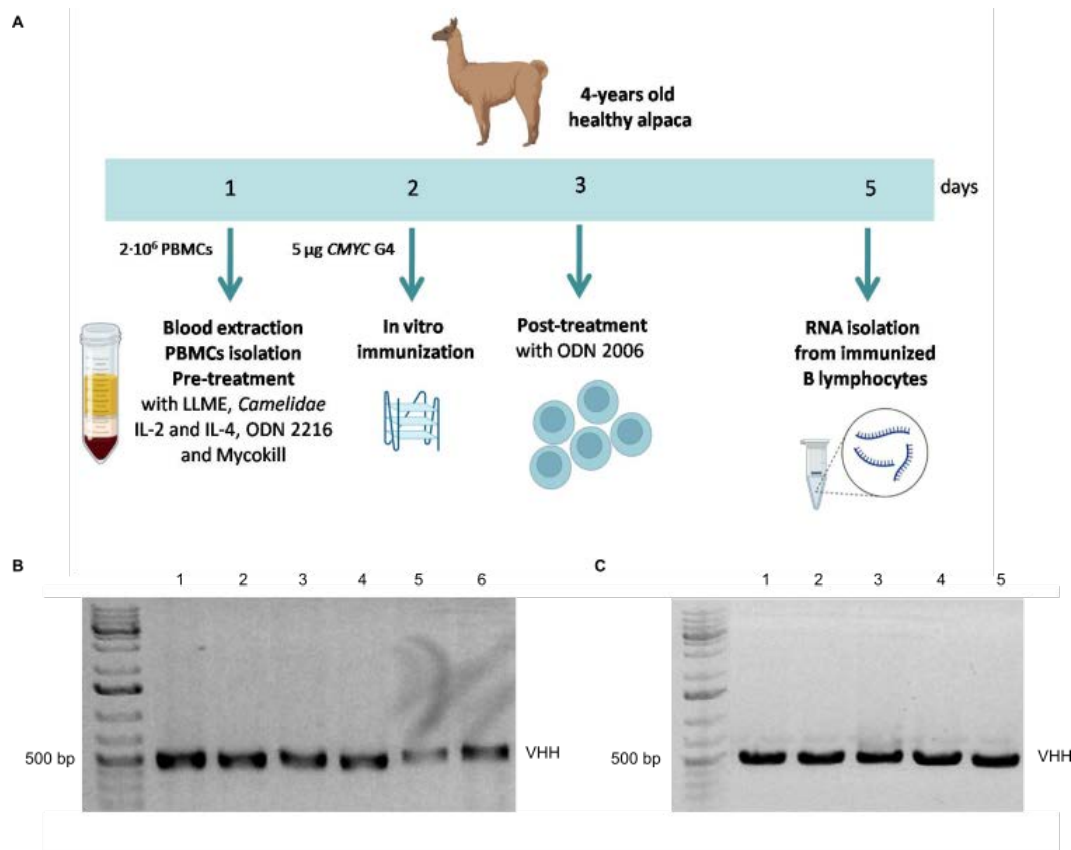 A
4-years old
healthy alpaca
1 2 3 5 days
2·10⁶ PBMCs
5 µg CMYC G4
Blood extraction
PBMCs isolation
Pre-treatment
with LLME, Camelidae
IL-2 and IL-4, ODN 2216
and Mycokill
In vitro
immunization
Post-treatment
with ODN 2006
RNA isolation
from immunized
B lymphocytes
B
1 2 3 4 5 6
500 bp
VHH
C
1 2 3 4 5
500 bp
VHH